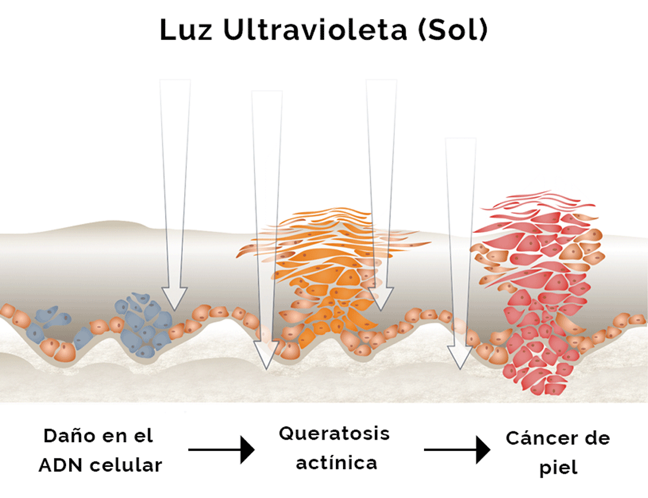 Luz Ultravioleta (Sol)
Daño en el
ADN celular
Queratosis
actínica
Cáncer de
piel